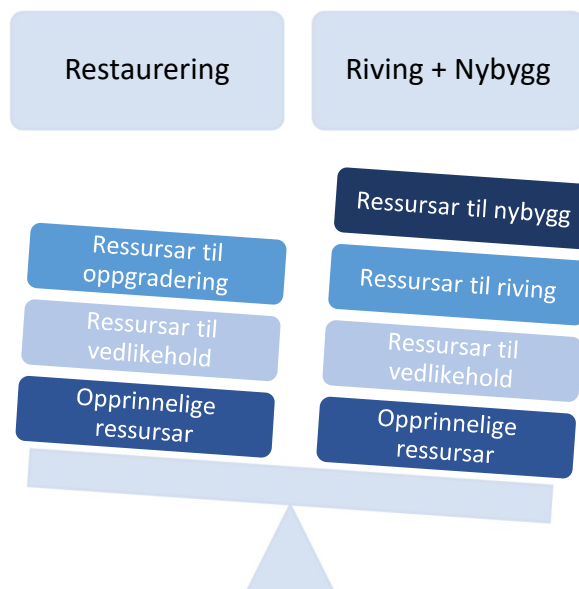 Restaurering
Riving + Nybygg
Ressursar til
oppgradering
Ressursar til
vedlikehold
Opprinnelige
ressursar
Ressursar til nybygg
Ressursar til riving
Ressursar til
vedlikehold
Opprinnelige
ressursar